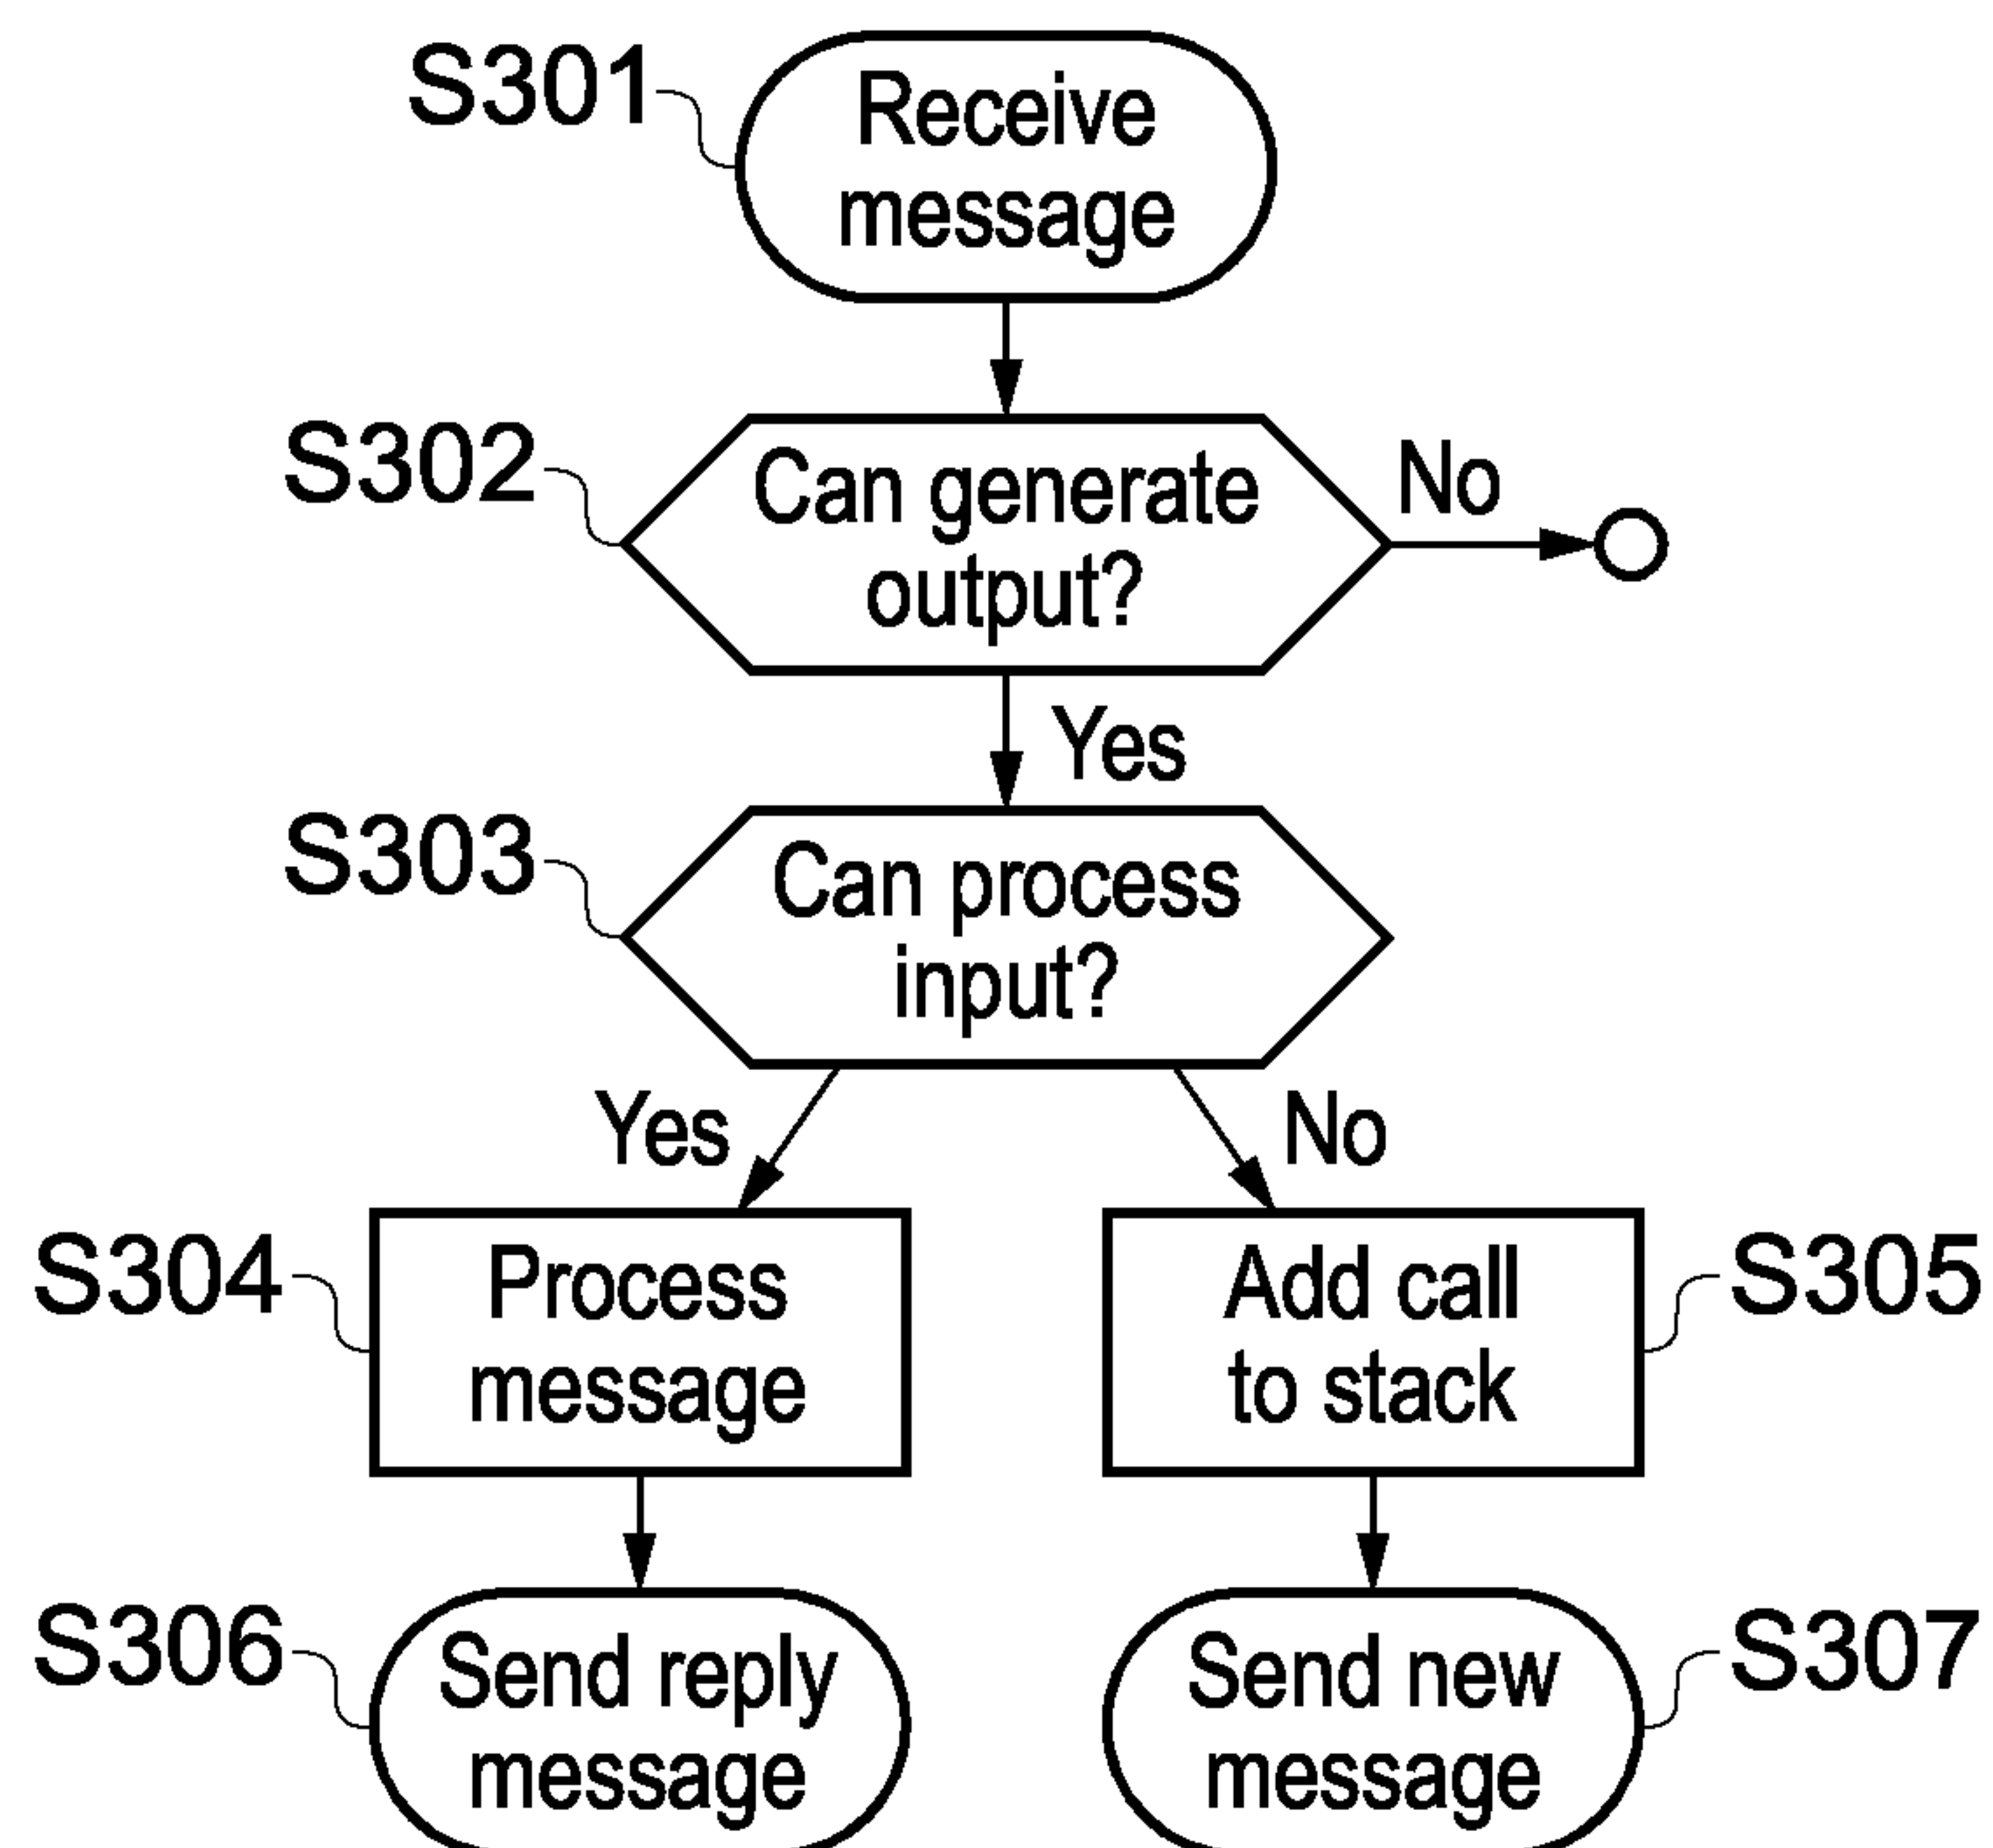 S301
Receive
message
S302
Can generate
output?
No
Yes
S303
Can process
input?
Yes
No
S304
Process
message
Add call
to stack
S305
S306
Send reply
message
Send new
message
S307